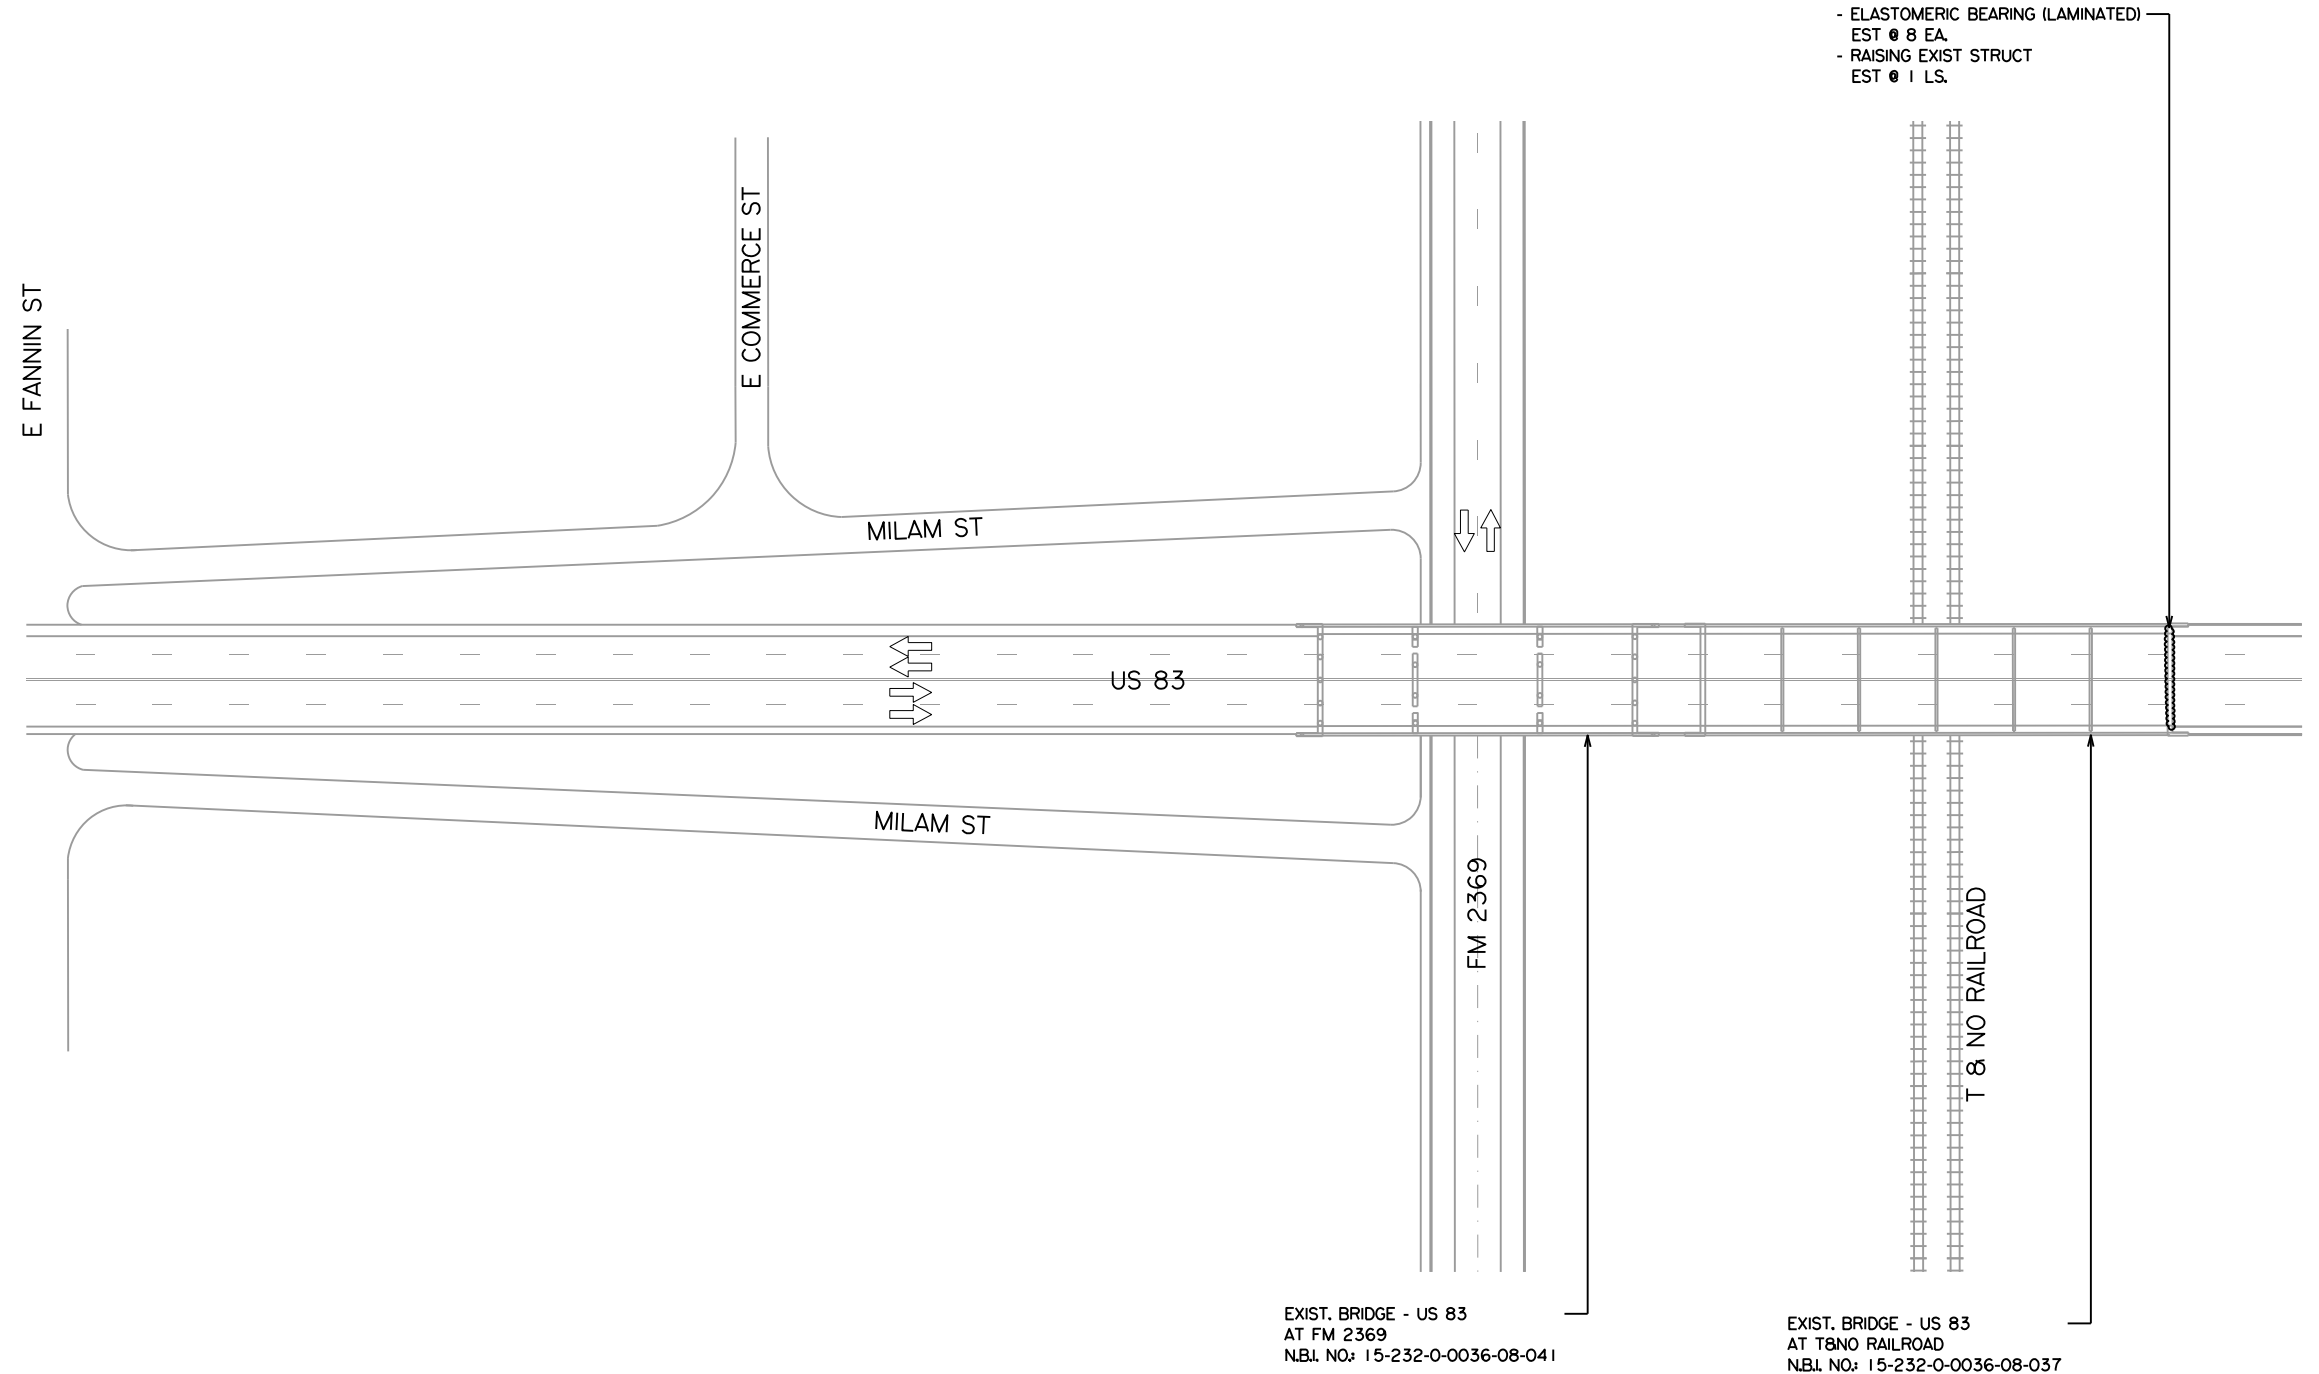 - ELASTOMERIC BEARING (LAMINATED)
EST @ 8 EA.
- RAISING EXIST STRUCT
EST @ 1 LS.
E FANNIN ST
E COMMERCE ST
MILAM ST
US 83
MILAM ST
FM 2369
T & NO RAILROAD
EXIST. BRIDGE - US 83
AT FM 2369
N.B.I. NO.: 15-232-0-0036-08-041
EXIST. BRIDGE - US 83
AT T&NO RAILROAD
N.B.I. NO.: 15-232-0-0036-08-037